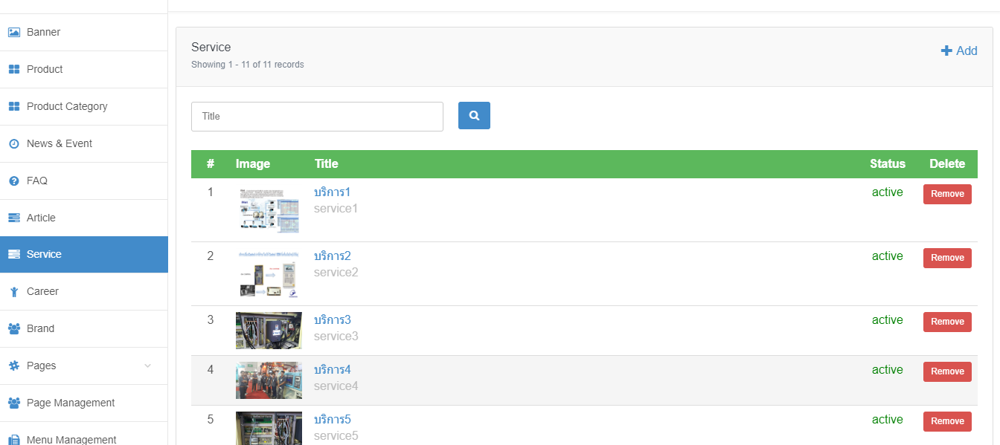 Banner
Product
Product Category
News & Event
FAQ
Article
Service
Career
Brand
Pages
Page Management
Menu Management
Service
Showing 1 - 11 of 11 records
Add
Title
# Image Title Status Delete
1 บริการ1 active Remove
service1
2 บริการ2 active Remove
service2
3 บริการ3 active Remove
service3
4 บริการ4 active Remove
service4
5 บริการ5 active Remove
service5